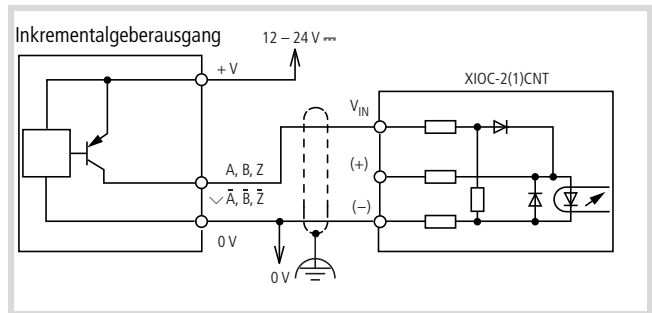 Inkrementalgeberausgang
12 – 24 V ⎓
+ V
XIOC-2(1)CNT
V_IN
(+)
A, B, Z
∨ A̅, B̅, Z̅
(–)
0 V
0 V